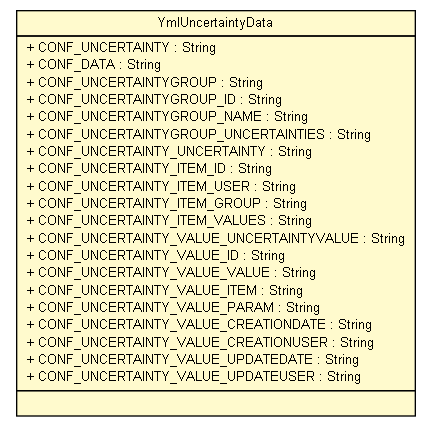 YmlUncertaintyData
+ CONF_UNCERTAINTY : String
+ CONF_DATA : String
+ CONF_UNCERTAINTYGROUP : String
+ CONF_UNCERTAINTYGROUP_ID : String
+ CONF_UNCERTAINTYGROUP_NAME : String
+ CONF_UNCERTAINTYGROUP_UNCERTAINTIES : String
+ CONF_UNCERTAINTY_UNCERTAINTY : String
+ CONF_UNCERTAINTY_ITEM_ID : String
+ CONF_UNCERTAINTY_ITEM_USER : String
+ CONF_UNCERTAINTY_ITEM_GROUP : String
+ CONF_UNCERTAINTY_ITEM_VALUES : String
+ CONF_UNCERTAINTY_VALUE_UNCERTAINTYVALUE : String
+ CONF_UNCERTAINTY_VALUE_ID : String
+ CONF_UNCERTAINTY_VALUE_VALUE : String
+ CONF_UNCERTAINTY_VALUE_ITEM : String
+ CONF_UNCERTAINTY_VALUE_PARAM : String
+ CONF_UNCERTAINTY_VALUE_CREATIONDATE : String
+ CONF_UNCERTAINTY_VALUE_CREATIONUSER : String
+ CONF_UNCERTAINTY_VALUE_UPDATEDATE : String
+ CONF_UNCERTAINTY_VALUE_UPDATEUSER : String